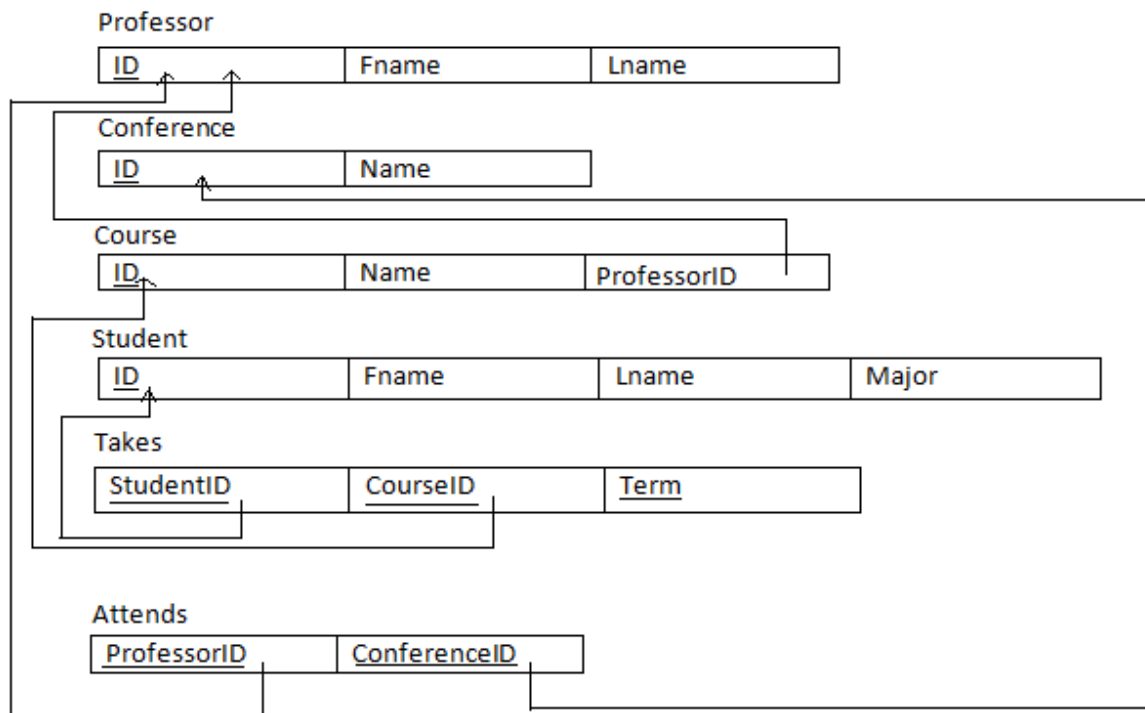 Professor
ID Fname Lname
Conference
ID Name
Course
ID Name ProfessorID
Student
ID Fname Lname Major
Takes
StudentID CourseID Term
Attends
ProfessorID ConferenceID